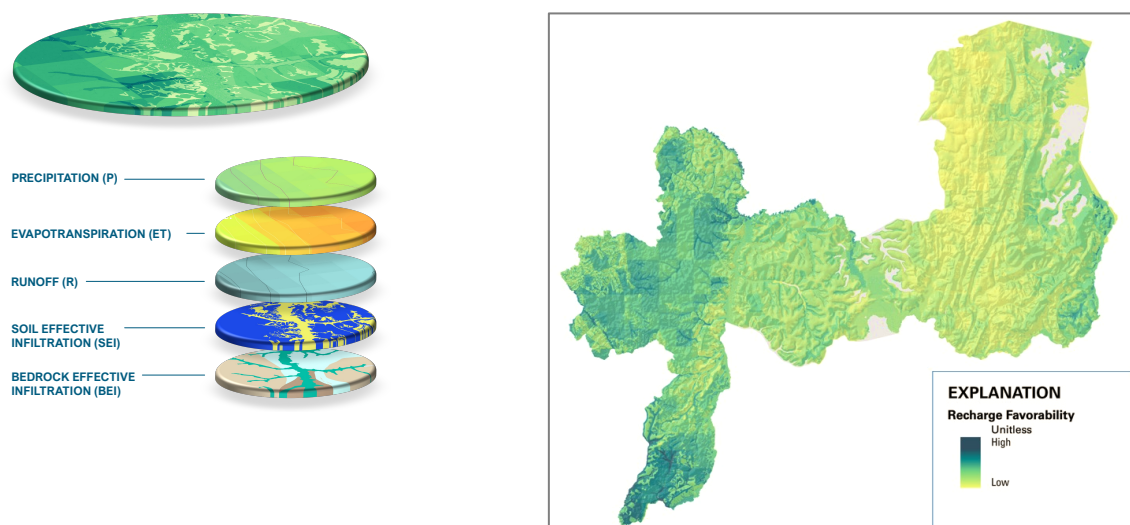 PRECIPITATION (P)
EVAPOTRANSPIRATION (ET)
RUNOFF (R)
SOIL EFFECTIVE
INFILTRATION (SEI)
BEDROCK EFFECTIVE
INFILTRATION (BEI)
EXPLANATION
Recharge Favorability
Unitless
High
Low